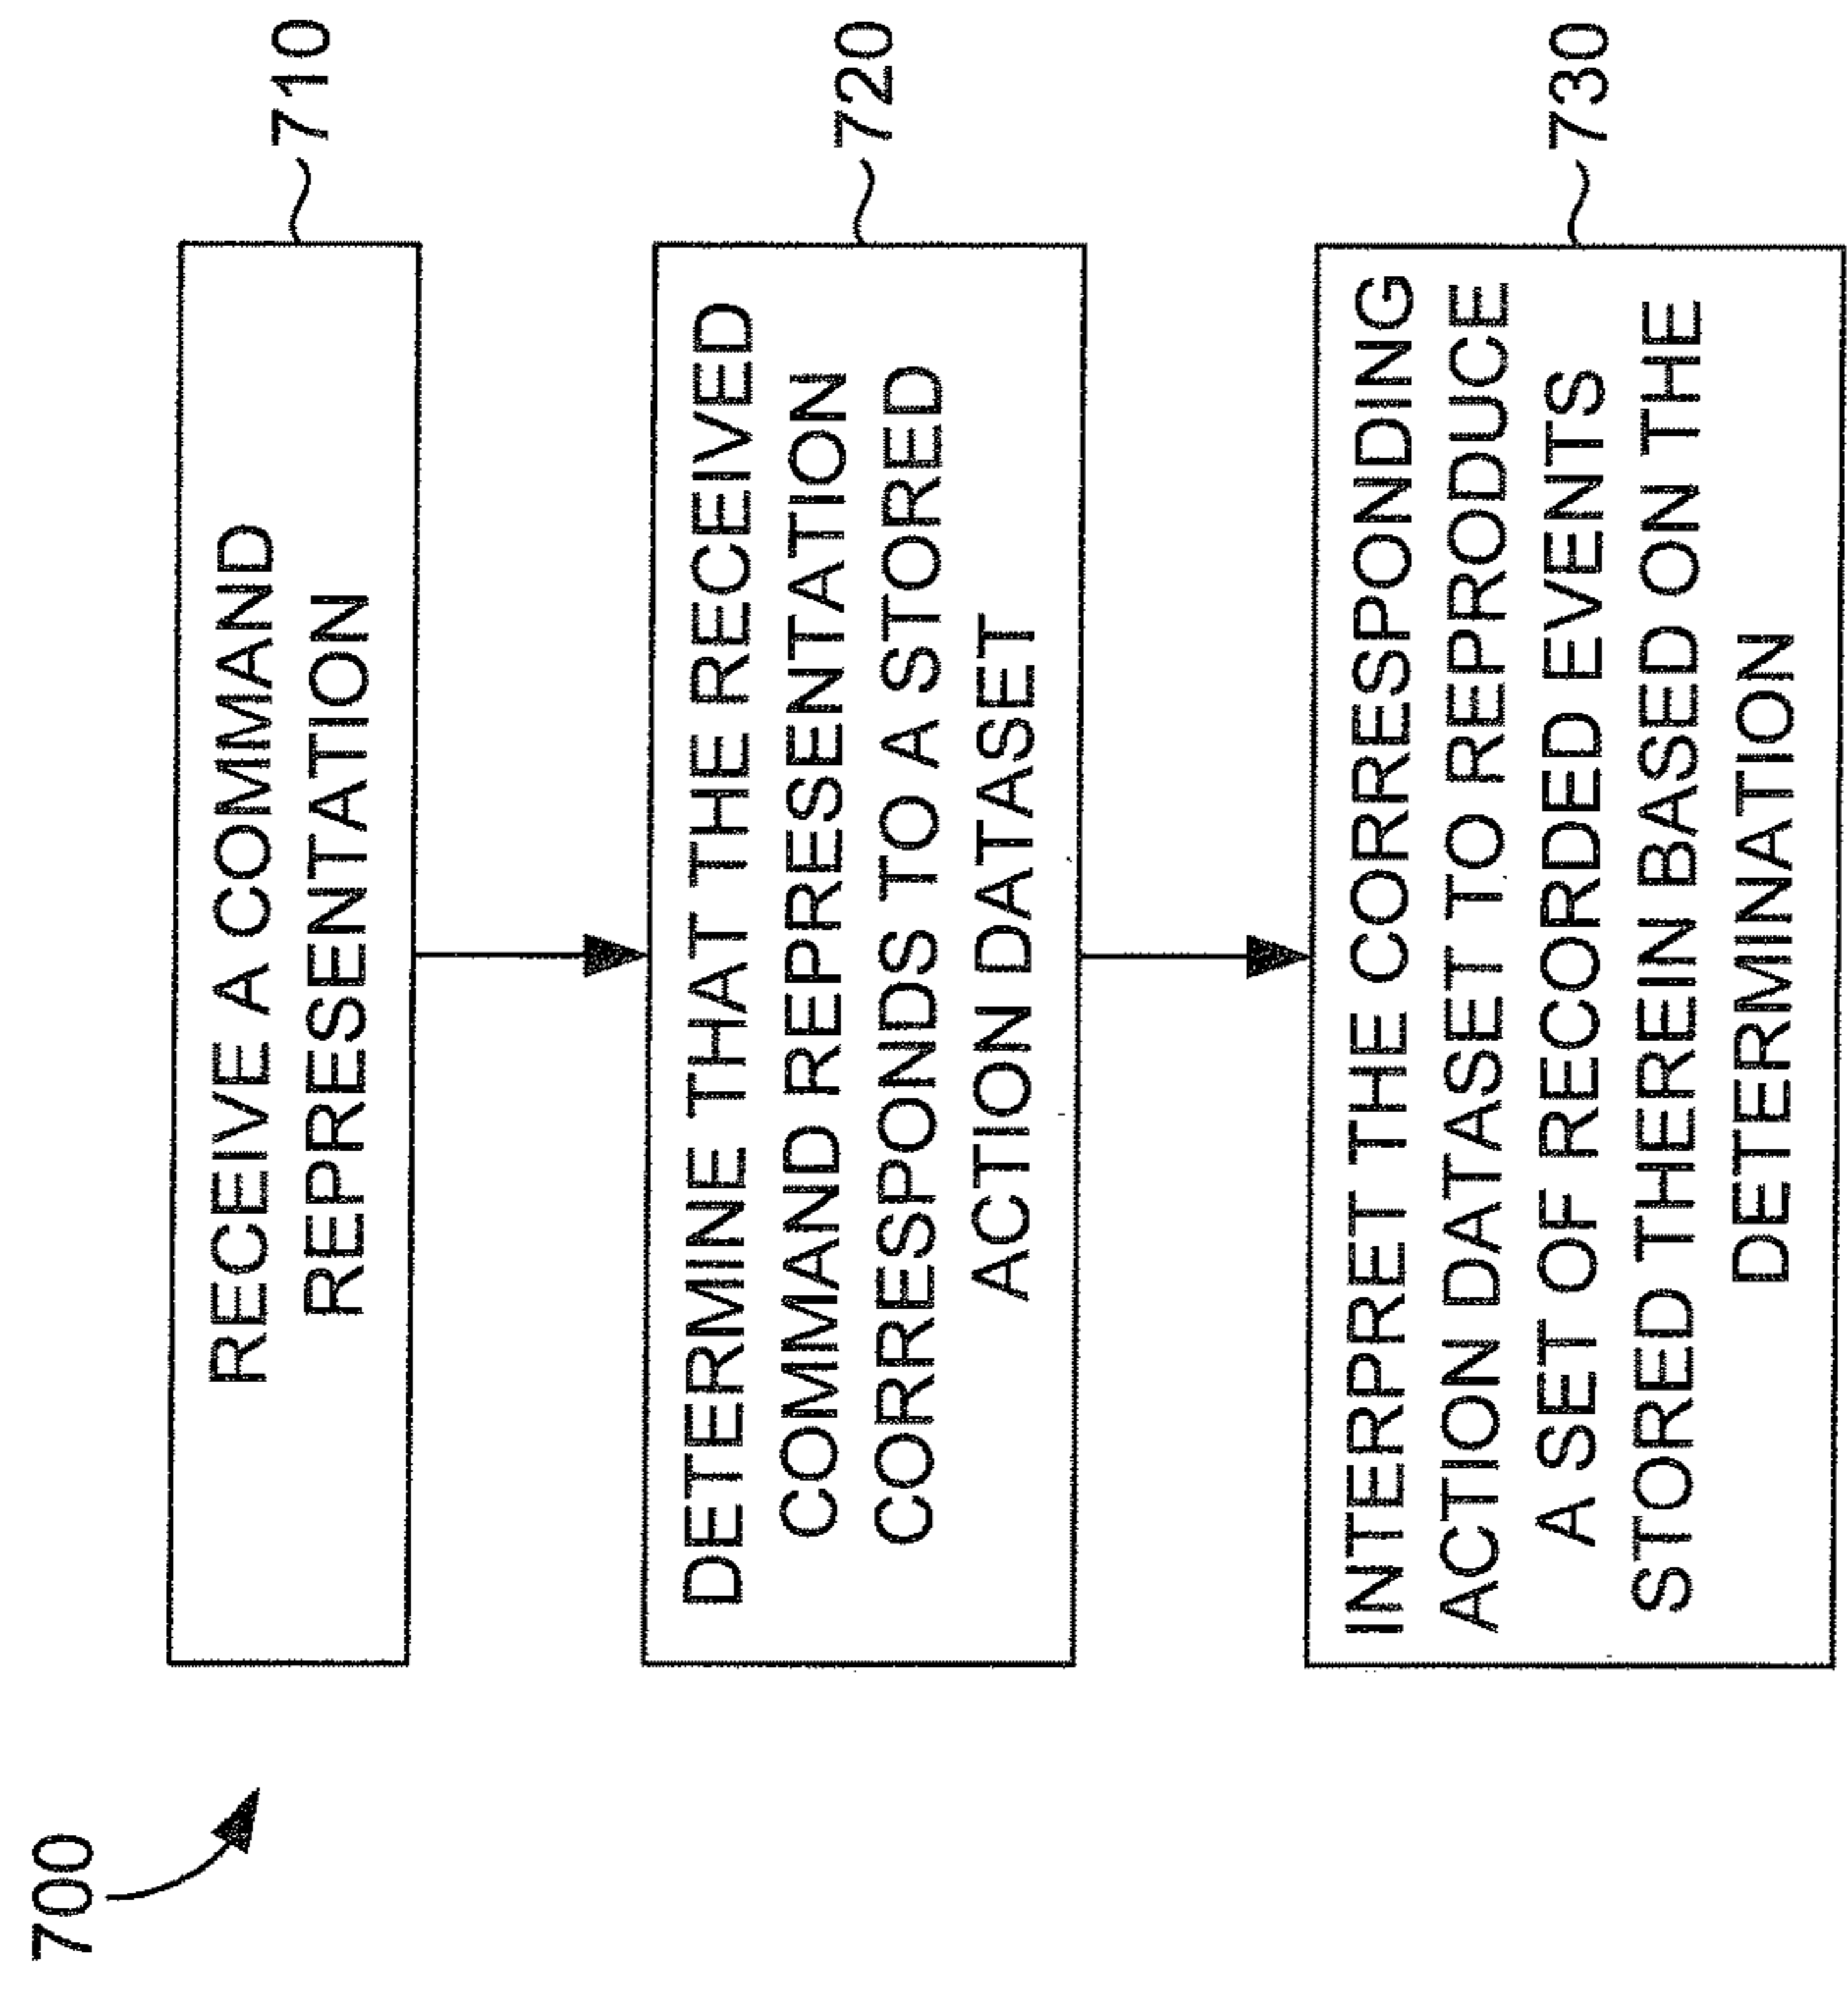 700
RECEIVE A COMMAND
REPRESENTATION
710
DETERMINE THAT THE RECEIVED
COMMAND REPRESENTATION
CORRESPONDS TO A STORED
ACTION DATASET
720
INTERPRET THE CORRESPONDING
ACTION DATASET TO REPRODUCE
A SET OF RECORDED EVENTS
STORED THEREIN BASED ON THE
DETERMINATION
730